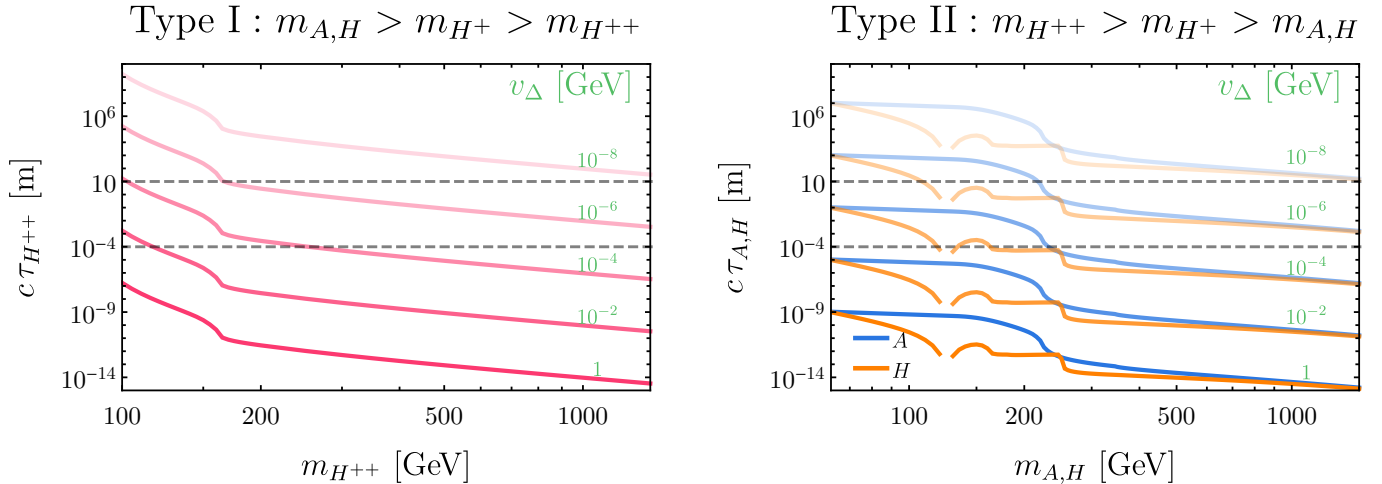 Type I : m_{A,H} > m_{H^+} > m_{H^{++}}
v_Δ [GeV]
10^6
10
10^{-4}
10^{-9}
10^{-14}
c τ_{H^{++}} [m]
10^{-8}
10^{-6}
10^{-4}
10^{-2}
1
100
200
500
1000
m_{H^{++}} [GeV]
Type II : m_{H^{++}} > m_{H^+} > m_{A,H}
v_Δ [GeV]
10^6
10
10^{-4}
10^{-9}
10^{-14}
c τ_{A,H} [m]
10^{-8}
10^{-6}
10^{-4}
10^{-2}
1
A
H
100
200
500
1000
m_{A,H} [GeV]